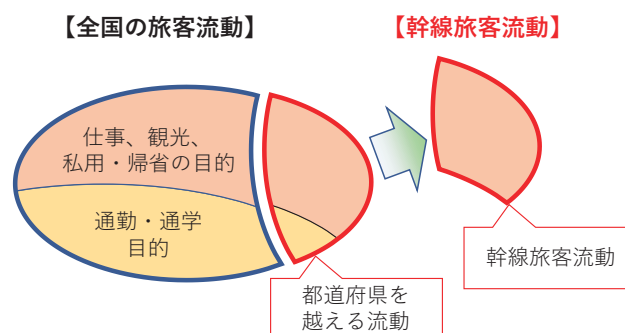 【全国の旅客流動】
【幹線旅客流動】
仕事、観光、
私用・帰省の目的
通勤・通学
目的
都道府県を
越える流動
幹線旅客流動